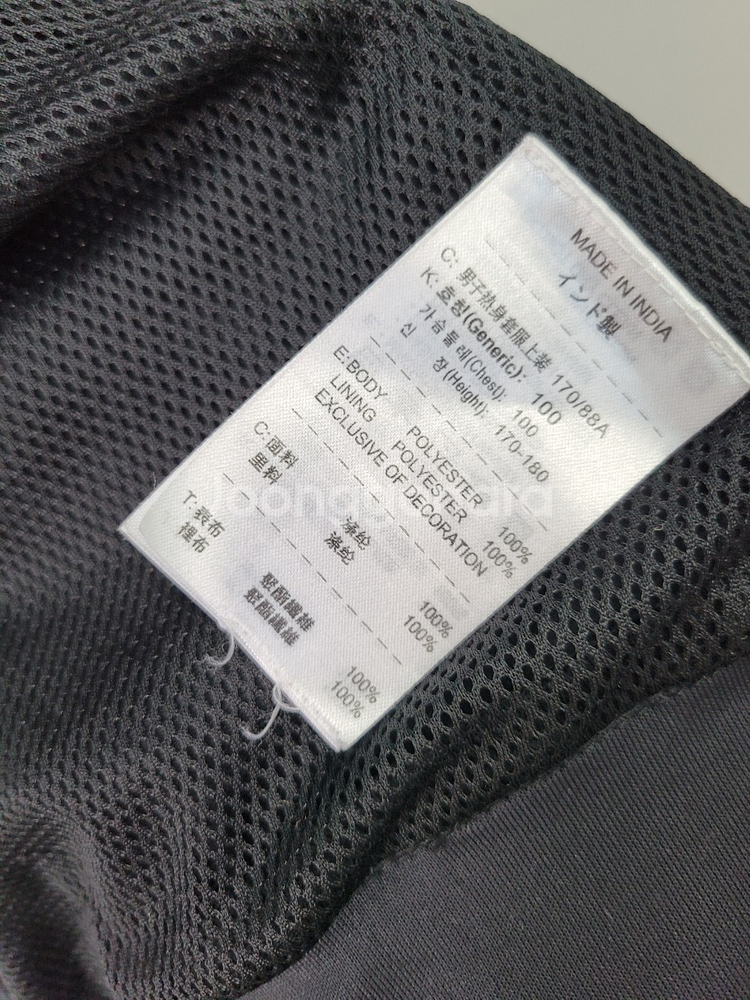 MADE IN INDIA
インド製
C: 男子热身套服上装 170/88A
K: 호칭(Generic): 100
가슴둘레(Chest): 100
신 장(Height): 170-180
E:BODY POLYESTER 100%
LINING POLYESTER 100%
EXCLUSIVE OF DECORATION
C:面料 涤纶 100%
里料 涤纶 100%
T:表布 聚酯纖維 100%
裡布 聚酯纖維 100%